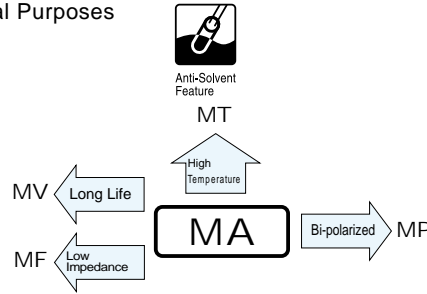 al Purposes
Anti-Solvent
Feature
MT
High
Temperature
MV
Long Life
MA
Bi-polarized
MP
MF
Low
Impedance